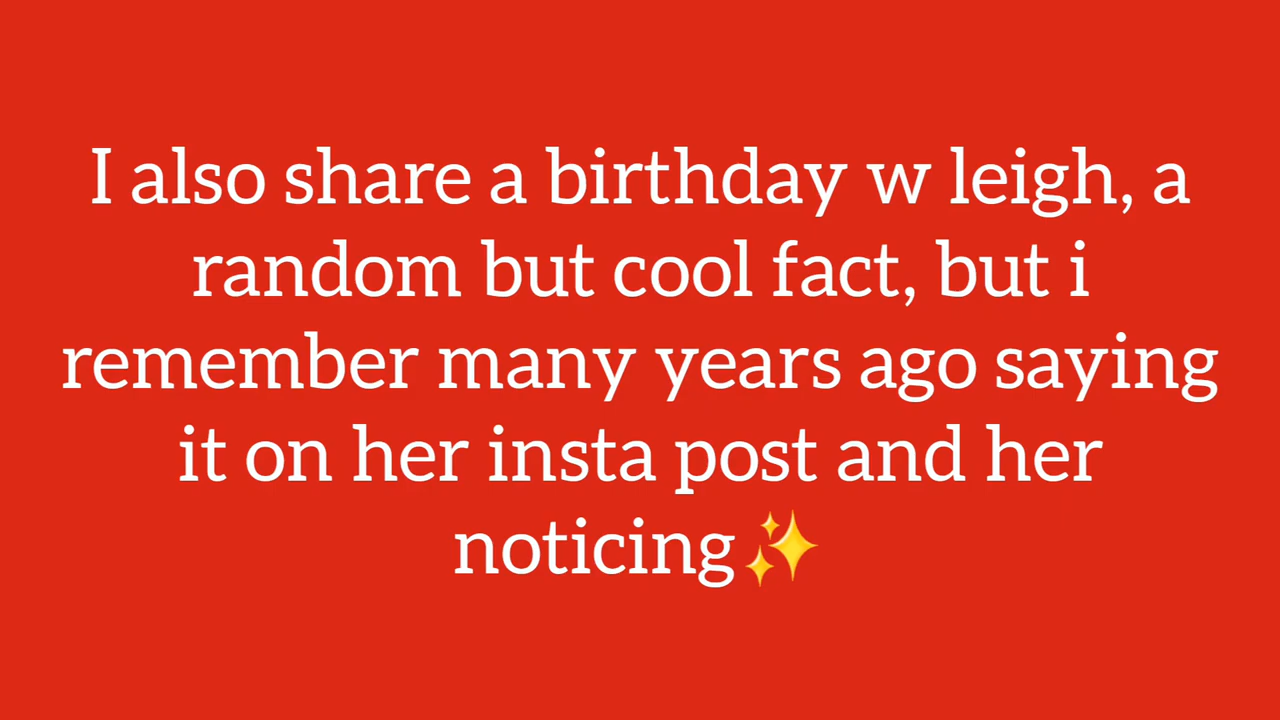 I also share a birthday w leigh, a
random but cool fact, but i
remember many years ago saying
it on her insta post and her
noticing✨